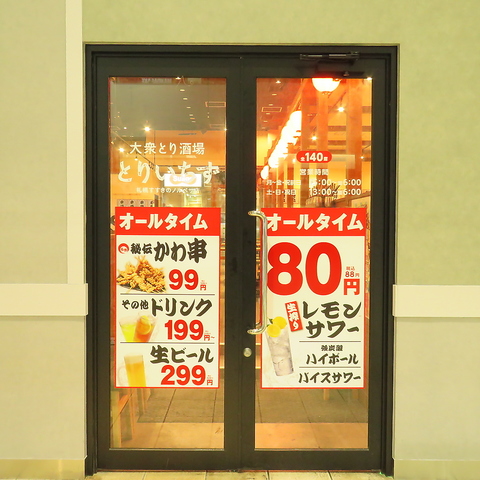 大衆とり酒場
とりいちず
オールタイム
秘伝 かわ串
99円
その他ドリンク
199円~
生ビール
299円
全140席
営業時間
オールタイム
80円
税込
88円
生搾り
レモン
サワー
強炭酸
ハイボール
バイスサワー